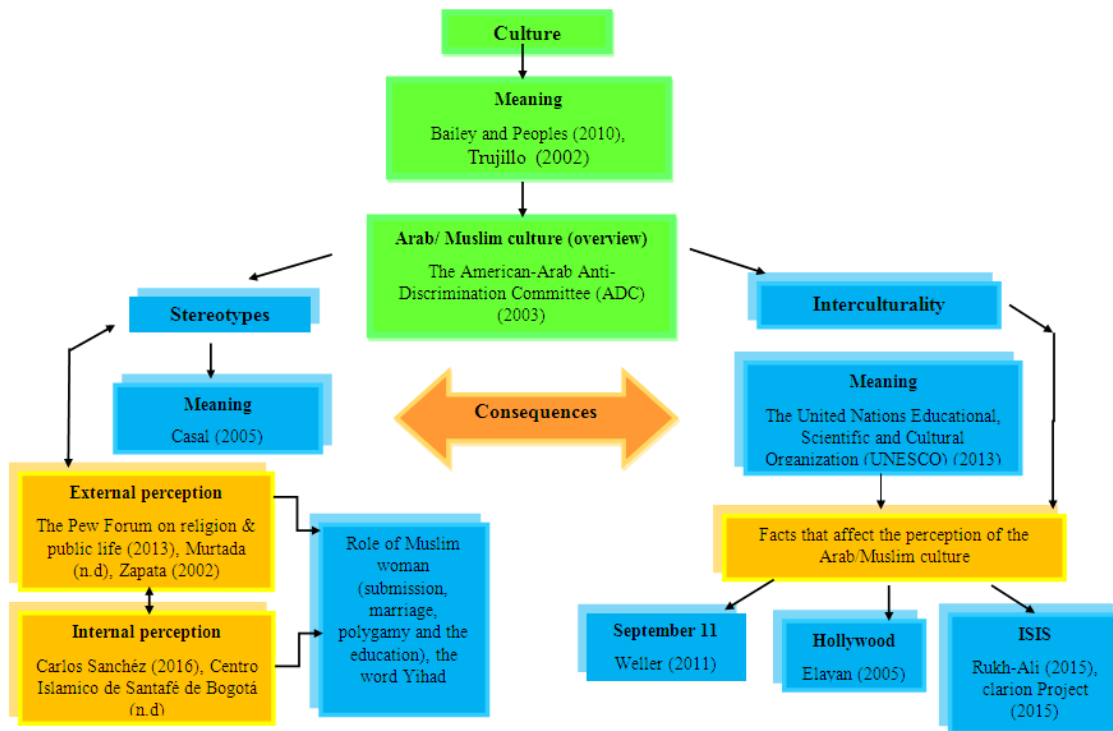 Culture
Meaning
Bailey and Peoples (2010),
Trujillo (2002)
Arab/ Muslim culture (overview)
The American-Arab Anti-
Discrimination Committee (ADC)
(2003)
Stereotypes
Interculturality
Meaning
Casal (2005)
Consequences
Meaning
The United Nations Educational,
Scientific and Cultural
Organization (UNESCO) (2013)
External perception
The Pew Forum on religion &
public life (2013), Murtada
(n.d), Zapata (2002)
Internal perception
Carlos Sanchéz (2016), Centro
Islamico de Santafè de Bogotá
(n.d)
Role of Muslim
woman
(submission,
marriage,
polygamy and the
education), the
word Yihad
Facts that affect the perception of the
Arab/Muslim culture
September 11
Weller (2011)
Hollywood
Elayan (2005)
ISIS
Rukh-Ali (2015),
clarion Project
(2015)